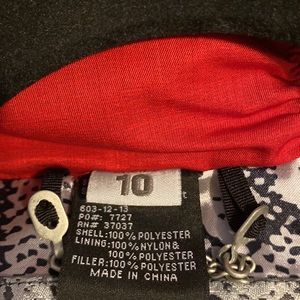 10
603-12-13
PO#: 7727
RN# 37037
SHELL:100% POLYESTER
LINING:100% NYLON &
100% POLYESTER
FILLER:100% POLYESTER
MADE IN CHINA